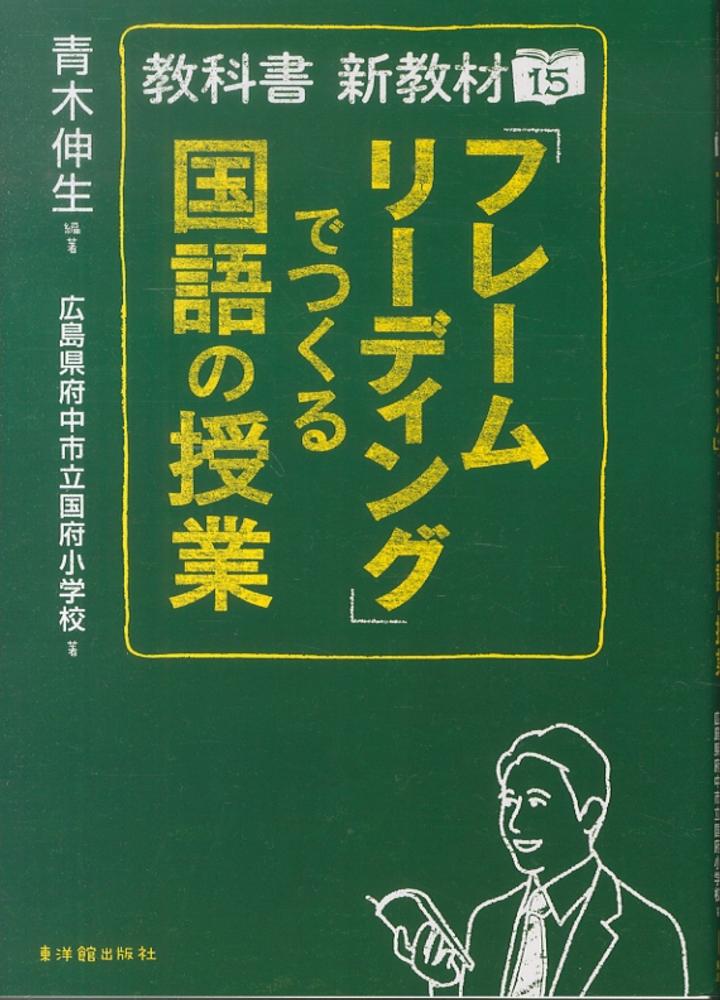 教科書 新教材 15
「フレーム
リーディング」
でつくる
国語の授業
青木伸生 編著
広島県府中市立国府小学校 著
東洋館出版社